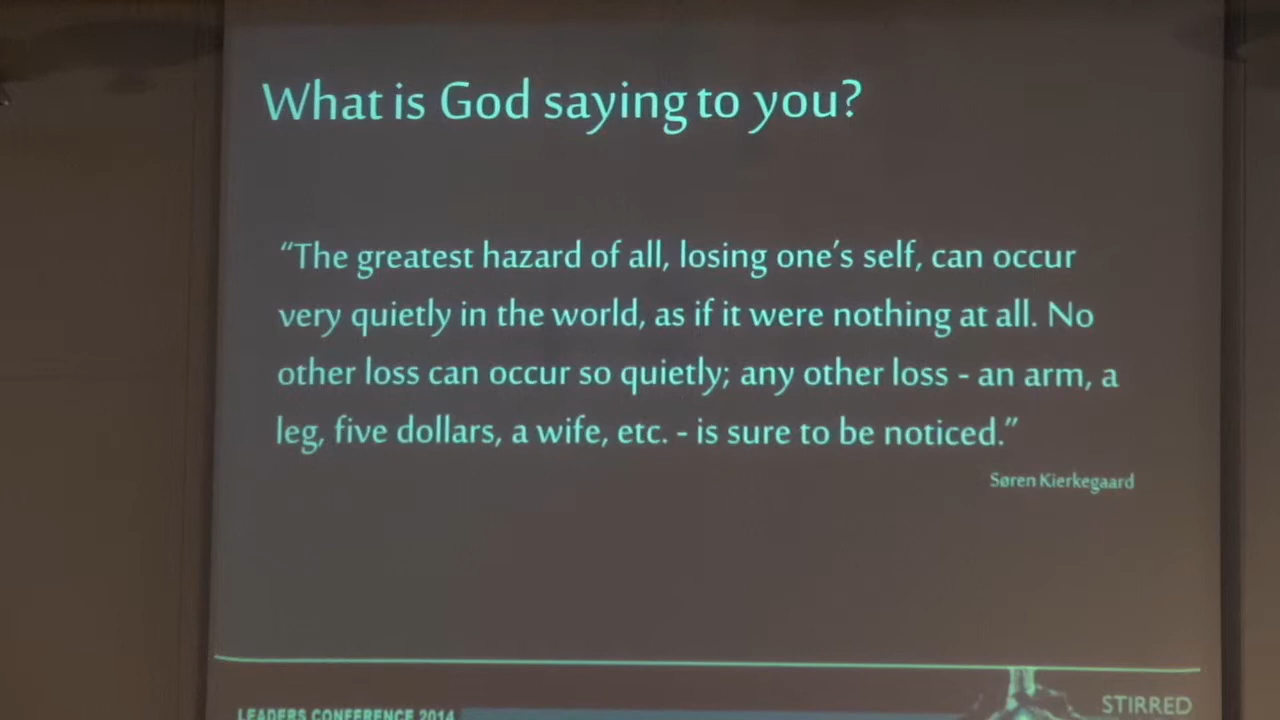 What is God saying to you?
“The greatest hazard of all, losing one’s self, can occur
very quietly in the world, as if it were nothing at all. No
other loss can occur so quietly; any other loss - an arm, a
leg, five dollars, a wife, etc. - is sure to be noticed.”
Søren Kierkegaard
STIRRED
LEADERS CONFERENCE 2014